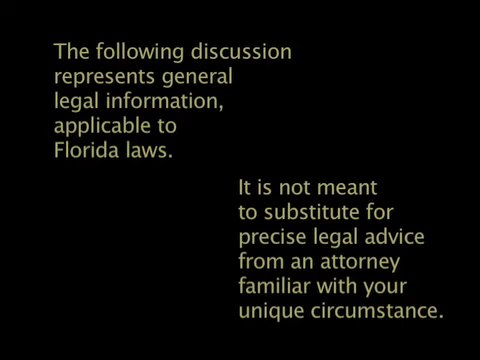 The following discussion
represents general
legal information,
applicable to
Florida laws.
It is not meant
to substitute for
precise legal advice
from an attorney
familiar with your
unique circumstance.